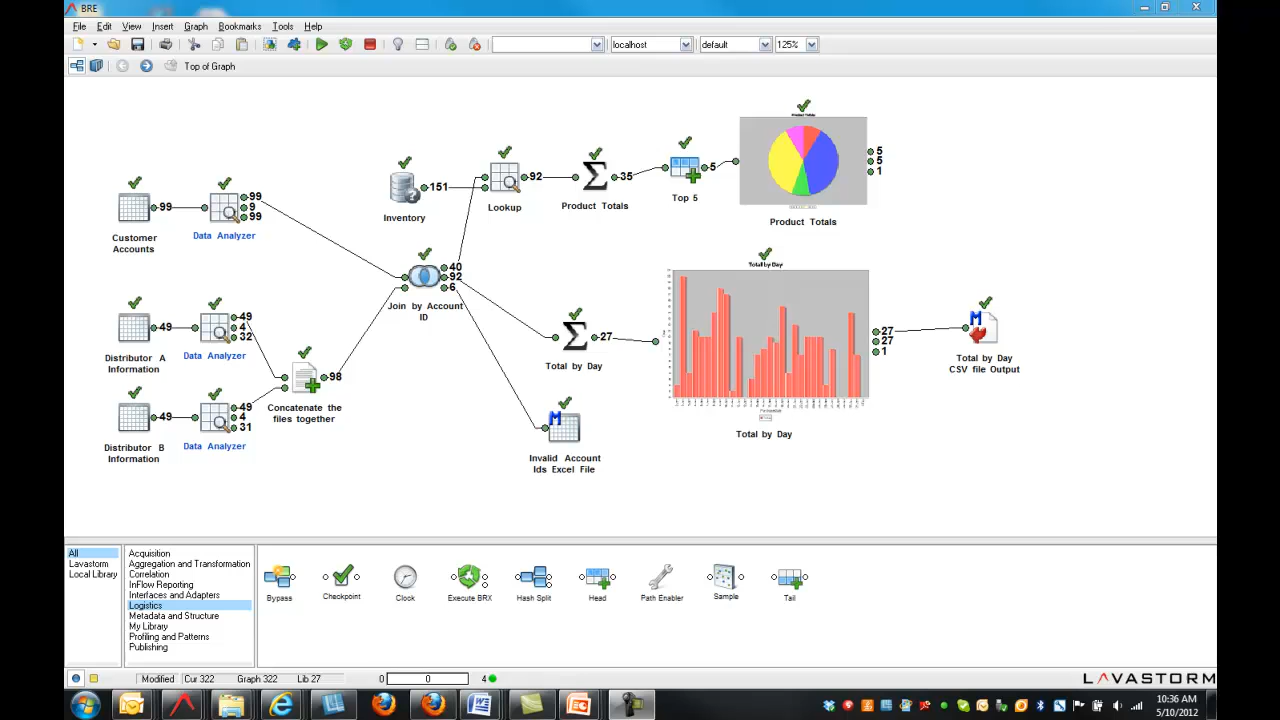 BRE
File Edit View Insert Graph Bookmarks Tools Help
localhost default 125%
Top of Graph
Product Totals
5
5
1
151 92 35 5
Inventory
Lookup
Product Totals
Top 5
Product Totals
99
99
9
99
Customer
Accounts
Data Analyzer
40
92
6
Join by Account
ID
Total by Day
49
49
4
32
Distributor A
Information
Data Analyzer
27
Total by Day
27
27
1
Total by Day
CSV file Output
98
Concatenate the
files together
49
49
4
31
Distributor B
Information
Data Analyzer
Invalid Account
Ids Excel File
Total by Day
All
Lavastorm
Local Library
Acquisition
Aggregation and Transformation
Correlation
InFlow Reporting
Interfaces and Adapters
Logistics
Metadata and Structure
My Library
Profiling and Patterns
Publishing
Bypass Checkpoint Clock Execute BRX Hash Split Head Path Enabler Sample Tail
Modified Cur 322 Graph 322 Lib 27 0 0 4
LAVASTORM
10:36 AM
5/10/2012